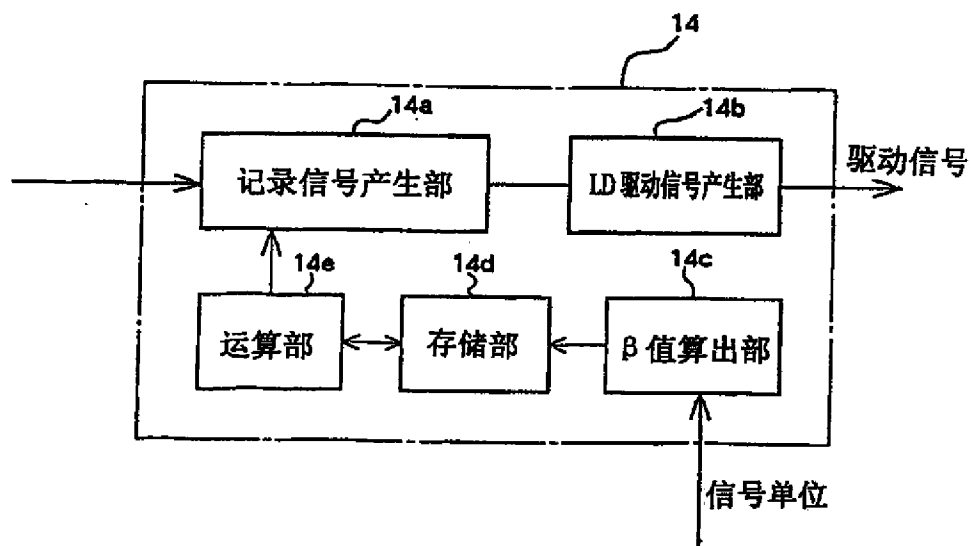 14
14a
14b
记录信号产生部
LD驱动信号产生部
驱动信号
14e
14d
14c
运算部
存储部
β值算出部
信号单位